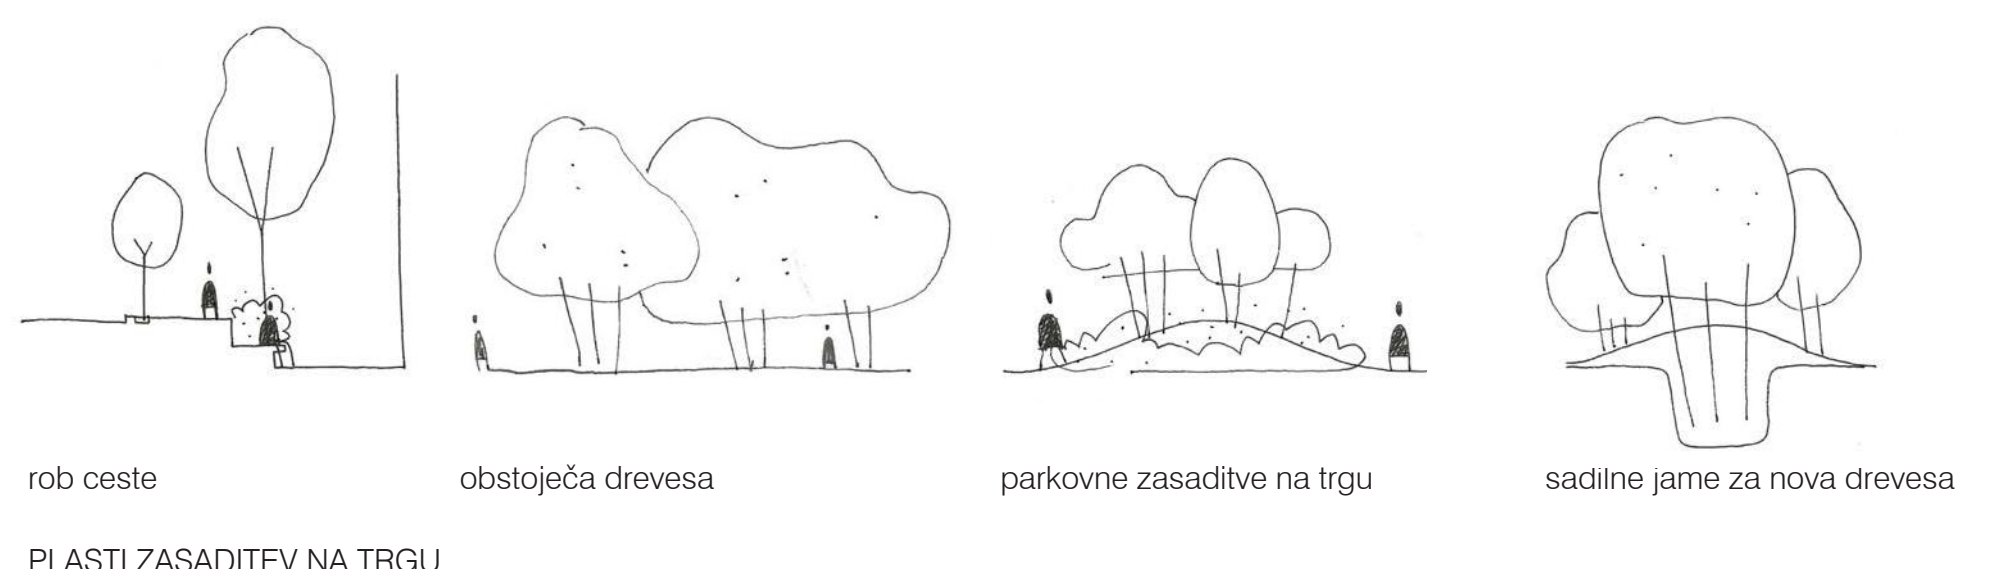 rob ceste
obstoječa drevesa
parkovne zasaditve na trgu
sadilne jame za nova drevesa
PLASTI ZASADITEV NA TRGU